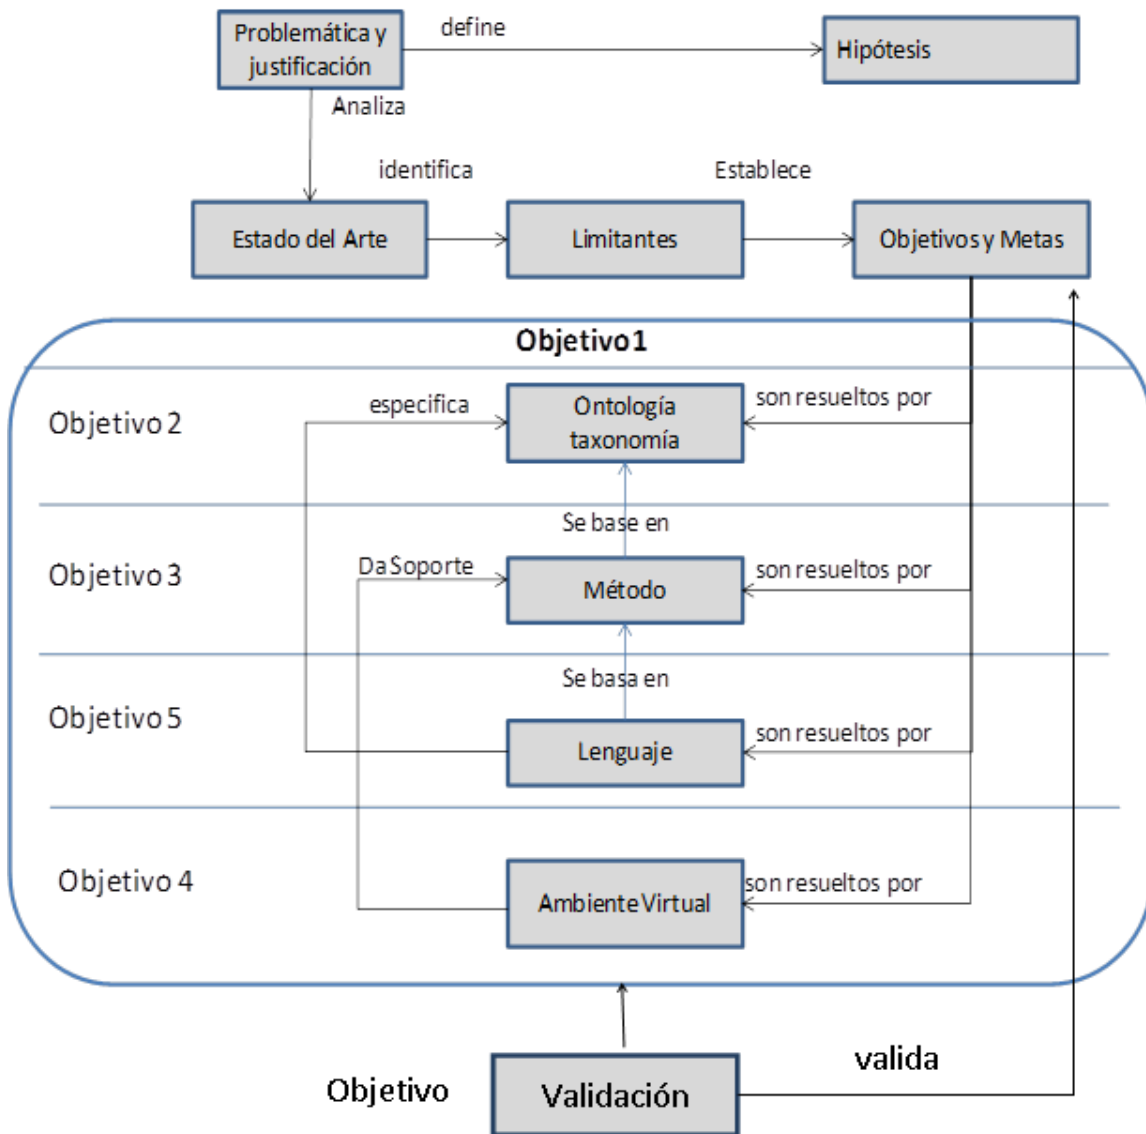 Problemática y
justificación
define
Hipótesis
Analiza
identifica
Establece
Estado del Arte
Limitantes
Objetivos y Metas
Objetivo 1
Objetivo 2
especifica
Ontología
taxonomía
son resueltos por
Se base en
Objetivo 3
Da Soporte
Método
son resueltos por
Se basa en
Objetivo 5
Lenguaje
son resueltos por
Objetivo 4
Ambiente Virtual
son resueltos por
Objetivo
Validación
valida